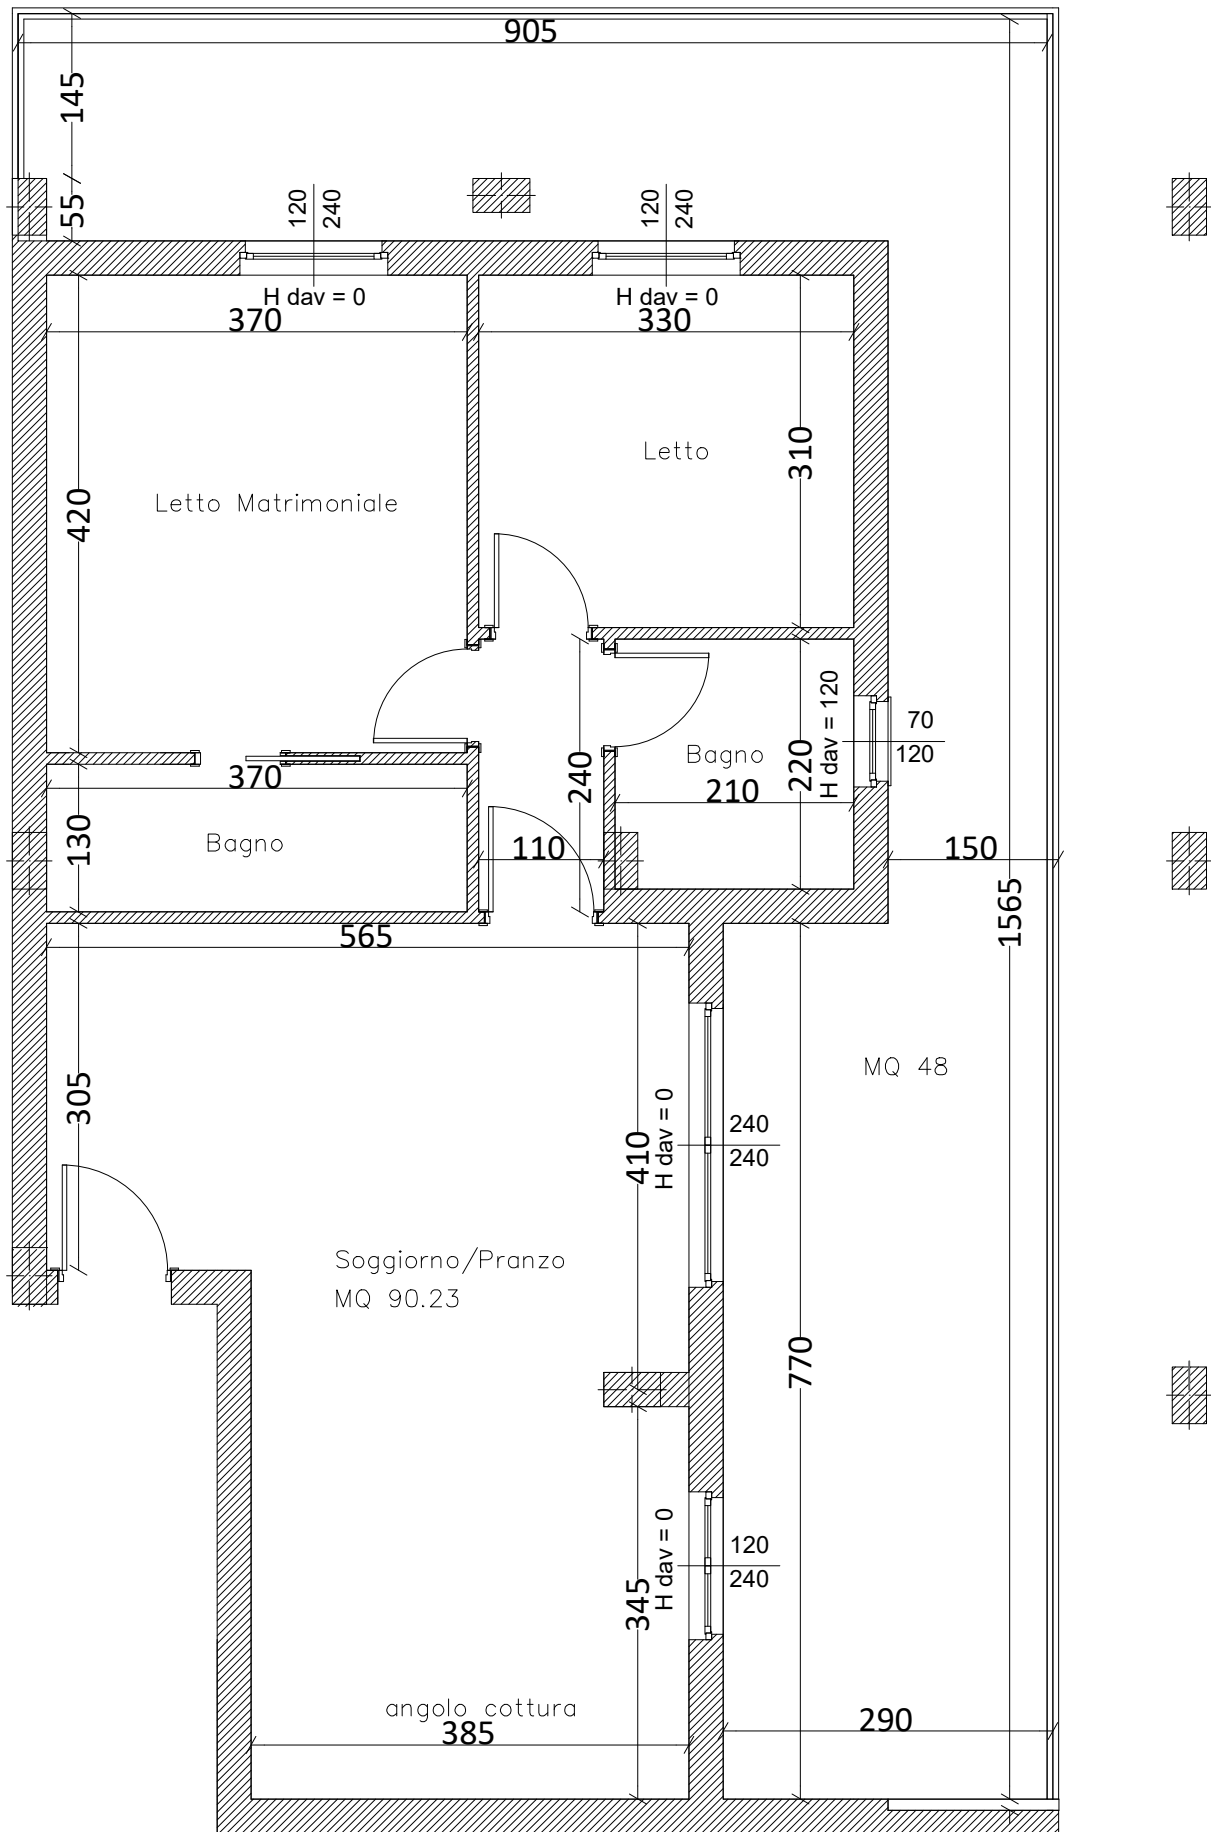 905
145
55
120
240
120
240
H dav = 0
H dav = 0
370
330
Letto
310
420
Letto Matrimoniale
H dav = 120
70
120
Bagno
220
240
210
370
130
Bagno
110
150
1565
565
MQ 48
305
410
H dav = 0
240
240
Soggiorno/Pranzo
MQ 90.23
770
345
H dav = 0
120
240
angolo cottura
385
290